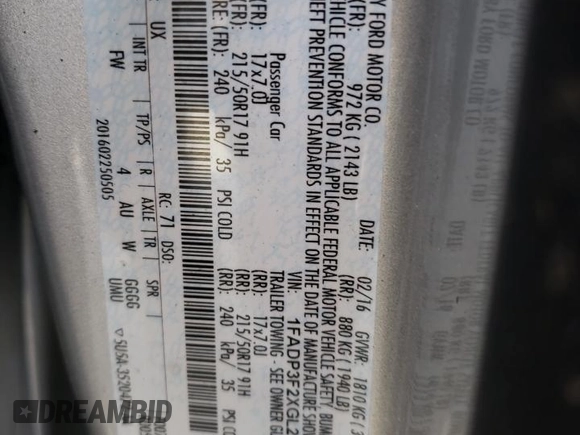 Y FORD MOTOR CO.
DATE: 02/16 GVWR: 1810 KG
(FR): 972 KG ( 2143 LB) (RR): 880 KG ( 1940 LB)
VEHICLE CONFORMS TO ALL APPLICABLE FEDERAL MOTOR VEHICLE SAFETY, BUM
THEFT PREVENTION STANDARDS IN EFFECT ON THE DATE OF MANUFACTURE SHO
VIN: 1FADP3F2XGL2
Passenger Car TRAILER TOWING - SEE OWNER G
(FR): 17x7.0J (RR): 17x7.0J
(FR): 215/50R17 91H (RR): 215/50R17 91H
RE: (FR): 240 kPa/ 35 PSI COLD (RR): 240 kPa/ 35 PSI CO
RC: 71 DSO:
UX
INT TR TP/PS R AXLE TR SPR
FW 4 AU W GGGG UMU
201602250505
DREAMBID